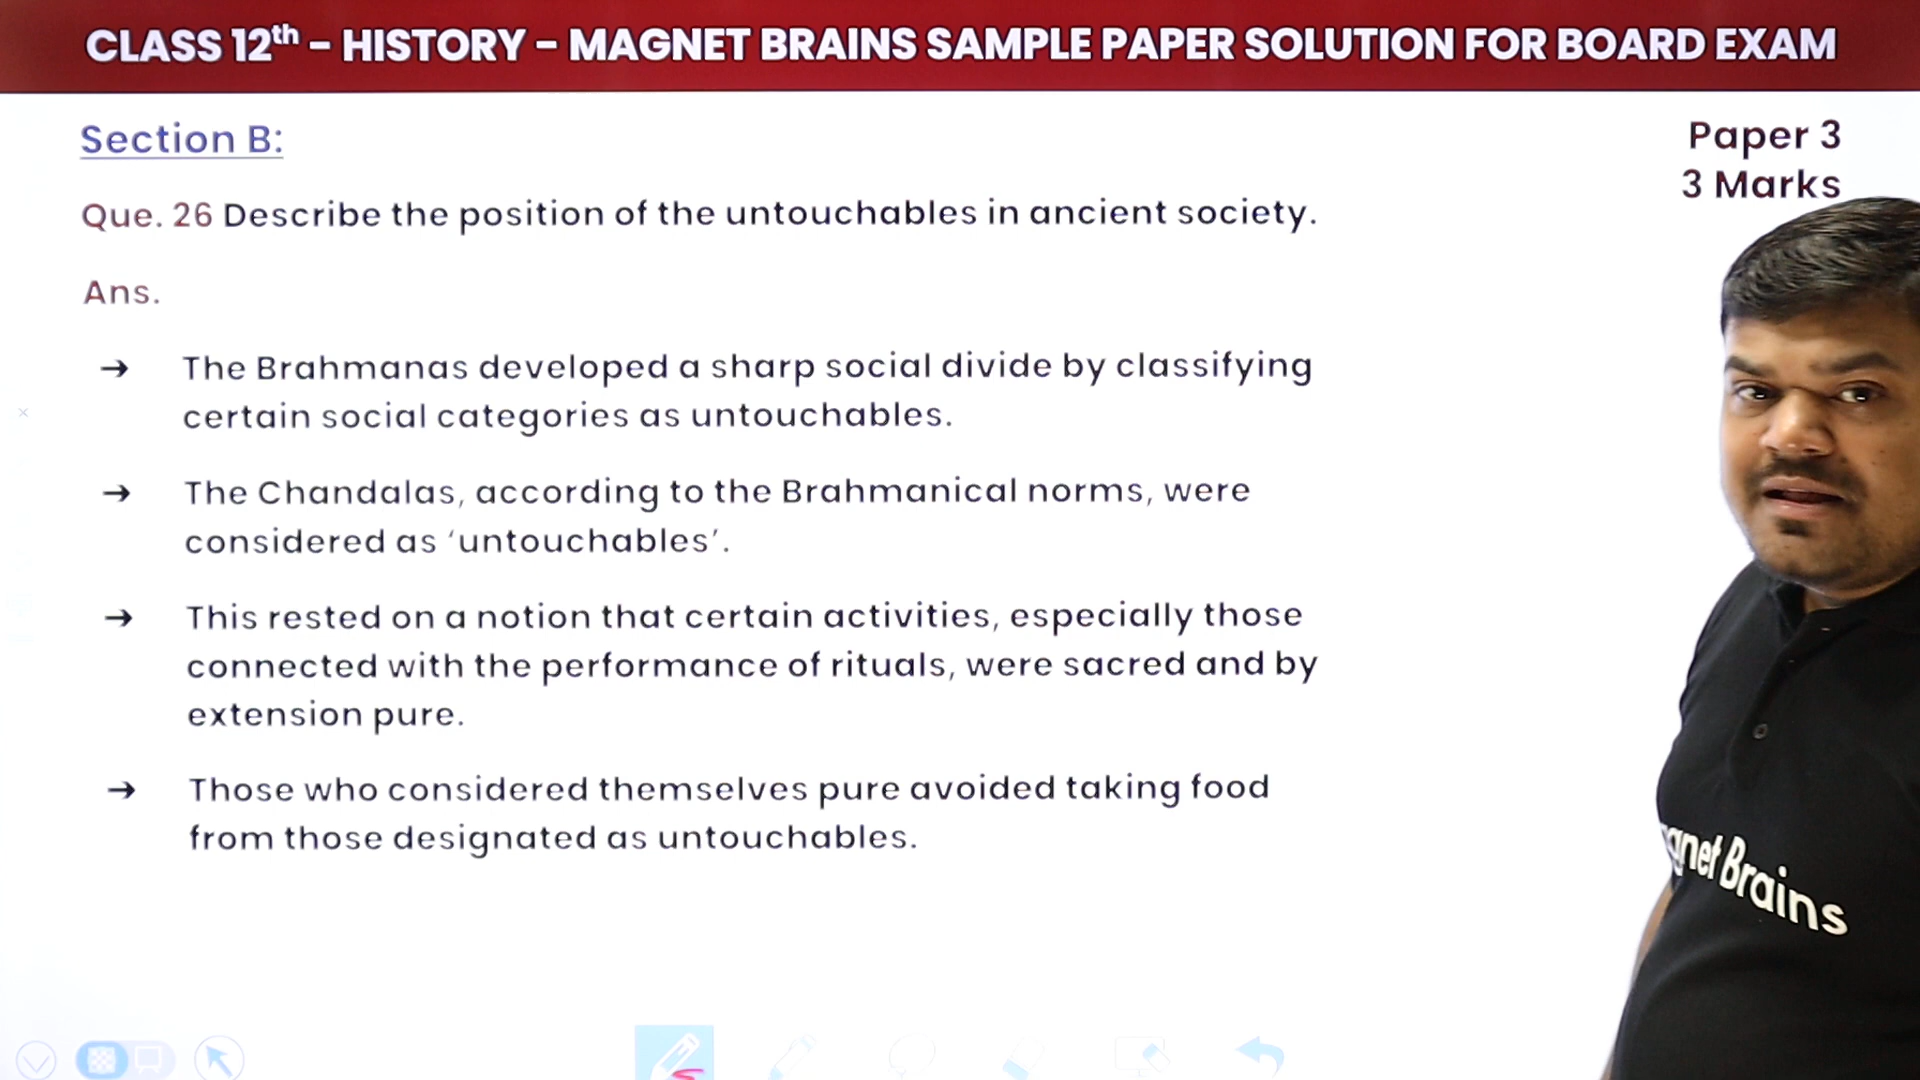 CLASS 12th – HISTORY – MAGNET BRAINS SAMPLE PAPER SOLUTION FOR BOARD EXAM
Section B:
Paper 3
3 Marks
Que. 26 Describe the position of the untouchables in ancient society.
Ans.
→ The Brahmanas developed a sharp social divide by classifying
certain social categories as untouchables.
→ The Chandalas, according to the Brahmanical norms, were
considered as ‘untouchables’.
→ This rested on a notion that certain activities, especially those
connected with the performance of rituals, were sacred and by
extension pure.
→ Those who considered themselves pure avoided taking food
from those designated as untouchables.
gnet Brains